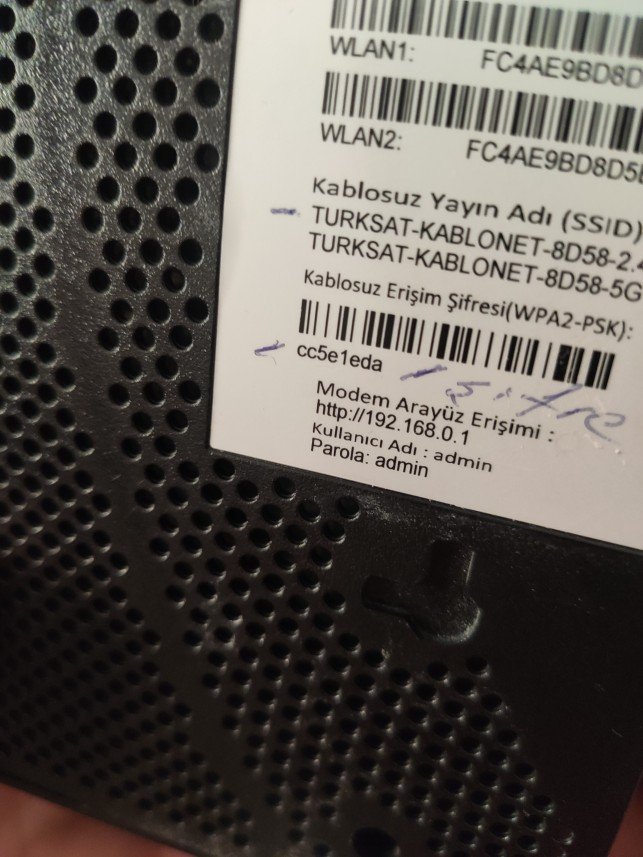 WLAN1: FC4AE9BD8D
WLAN2: FC4AE9BD8D5
Kablosuz Yayın Adı (SSID)
TURKSAT-KABLONET-8D58-2.4
TURKSAT-KABLONET-8D58-5G
Kablosuz Erişim Şifresi(WPA2-PSK):
cc5e1eda
şifre
Modem Arayüz Erişimi :
http://192.168.0.1
Kullanıcı Adı : admin
Parola: admin